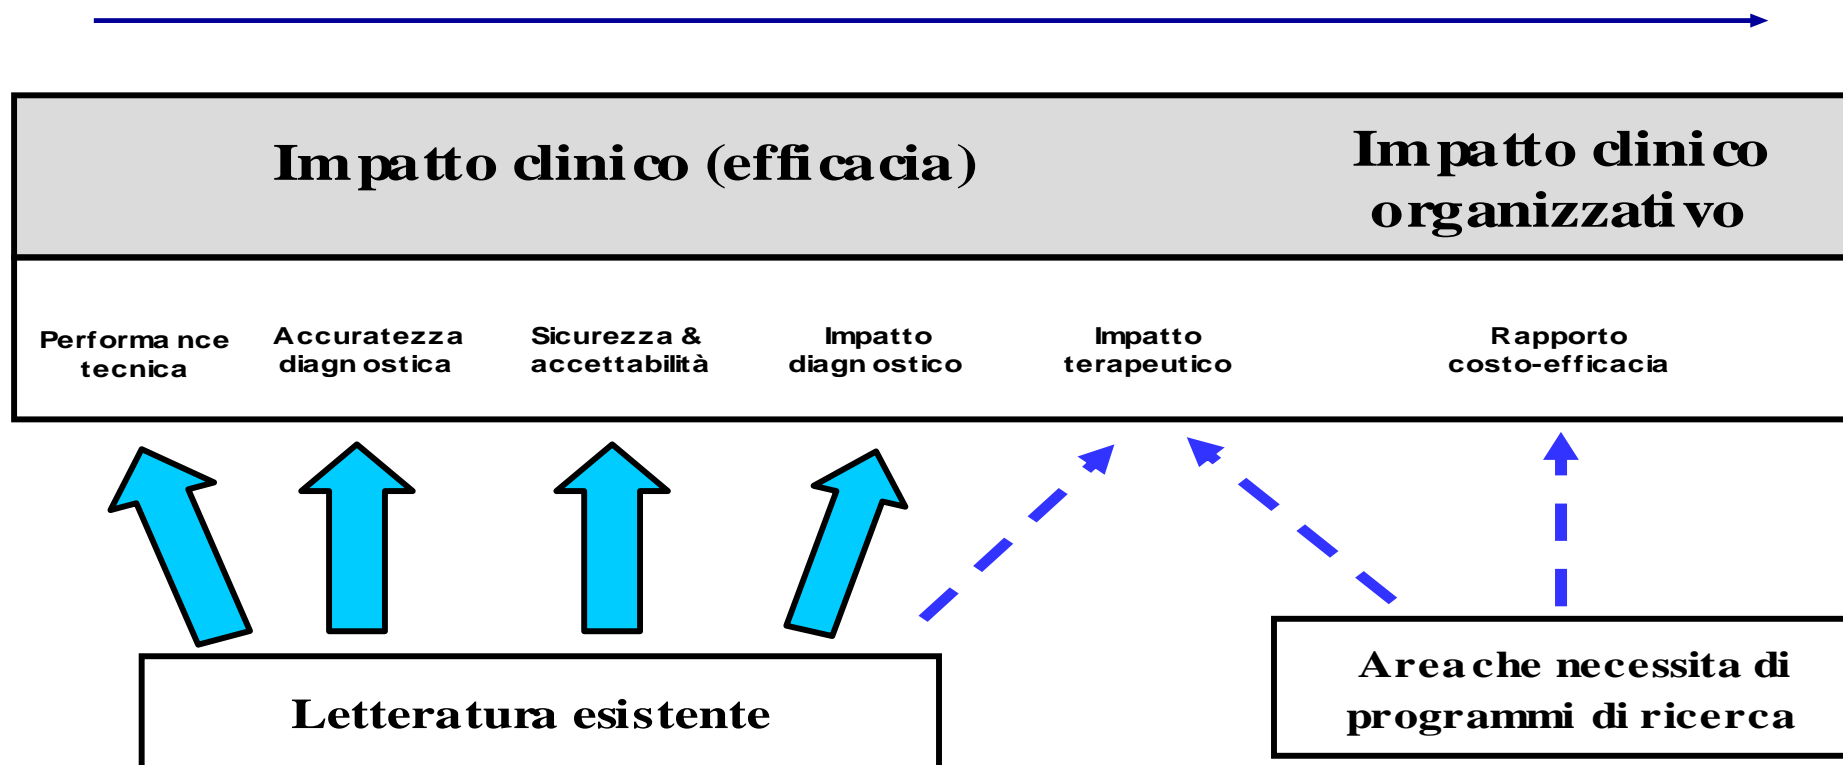 Impatto clinico (efficacia)
Impatto clinico
organizzativo
Performance
tecnica
Accuratezza
diagnostica
Sicurezza &
accettabilità
Impatto
diagnostico
Impatto
terapeutico
Rapporto
costo-efficacia
Letteratura esistente
Area che necessita di
programmi di ricerca